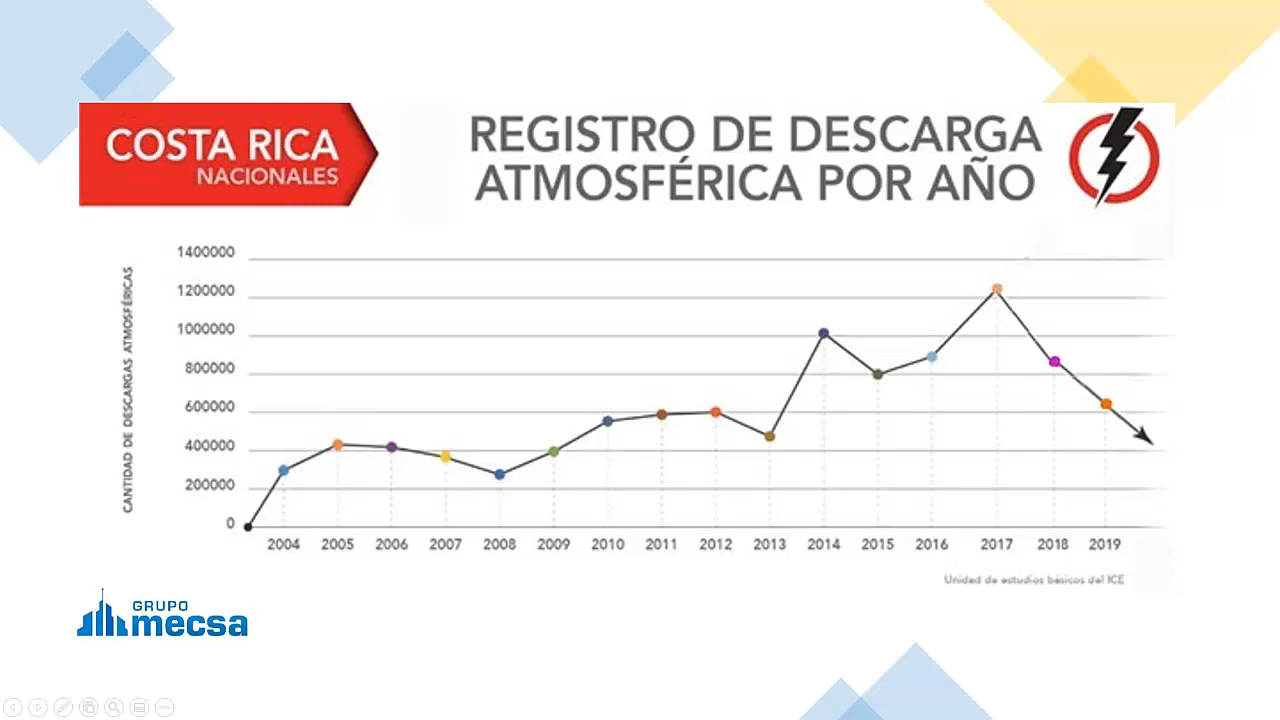 COSTA RICA
NACIONALES
REGISTRO DE DESCARGA
ATMOSFÉRICA POR AÑO
CANTIDAD DE DESCARGAS ATMOSFÉRICAS
1400000
1200000
1000000
800000
600000
400000
200000
0
2004 2005 2006 2007 2008 2009 2010 2011 2012 2013 2014 2015 2016 2017 2018 2019
Unidad de estudios básicos del ICE
GRUPO
mecsa